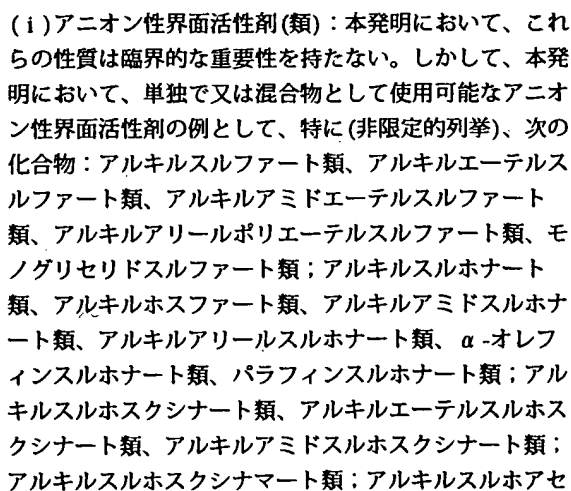 (i)アニオン性界面活性剤(類)：本発明において、これ
らの性質は臨界的な重要性を持たない。しかして、本発
明において、単独で又は混合物として使用可能なアニオ
ン性界面活性剤の例として、特に(非限定的列挙)、次の
化合物：アルキルスルファート類、アルキルエーテルス
ルファート類、アルキルアミドエーテルスルファート
類、アルキルアリールポリエーテルスルファート類、モ
ノグリセリドスルファート類；アルキルスルホナート
類、アルキルホスファート類、アルキルアミドスルホナ
ート類、アルキルアリールスルホナート類、α-オレフ
ィンスルホナート類、パラフィンスルホナート類；アル
キルスルホスクシナート類、アルキルエーテルスルホス
クシナート類、アルキルアミドスルホスクシナート類；
アルキルスルホスクシナマート類；アルキルスルホアセ